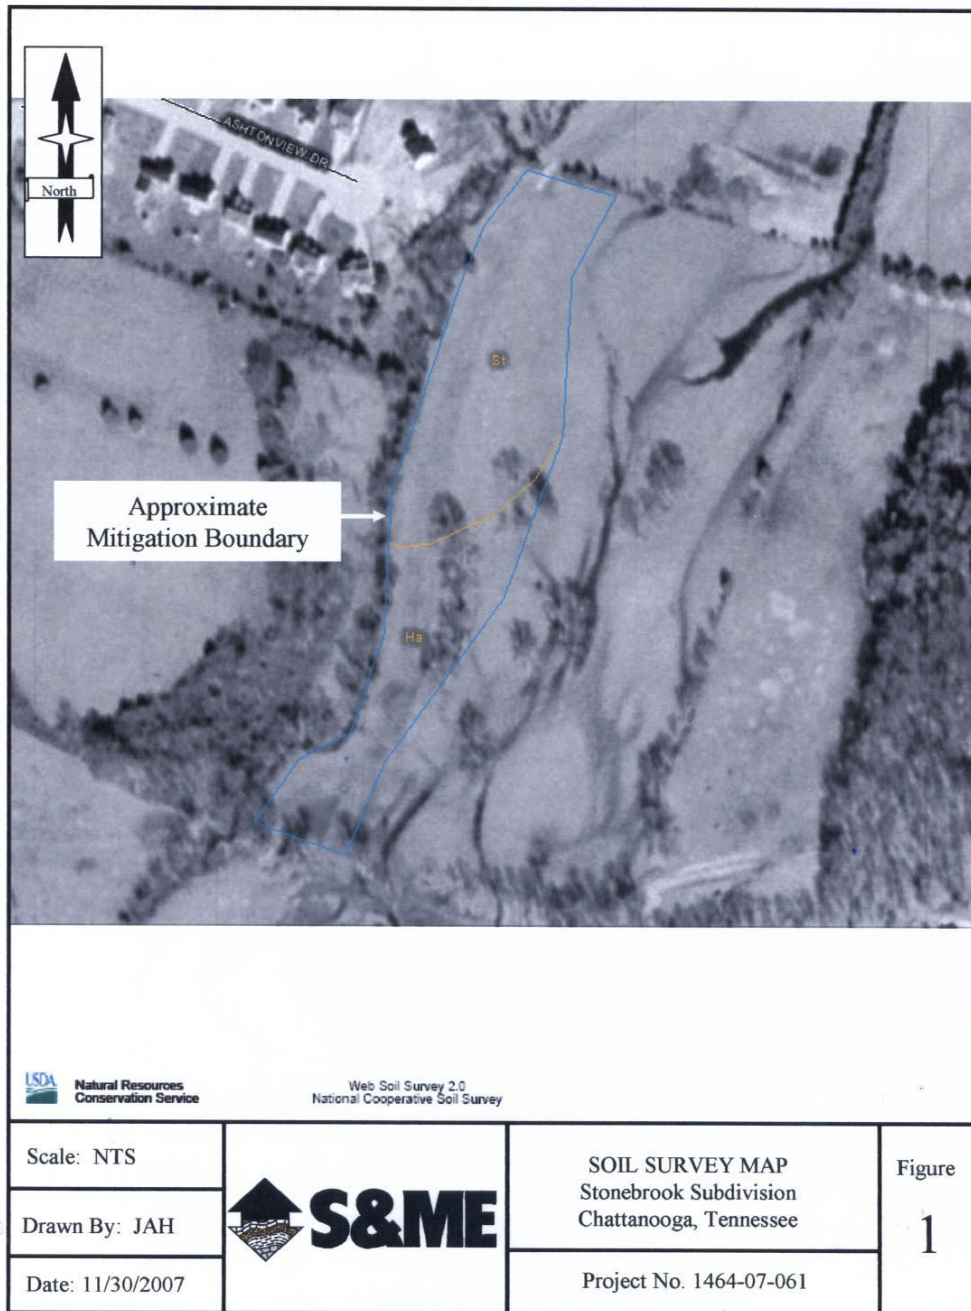 North
ASHTONVIEW DR
St
Approximate
Mitigation Boundary
Ha
USDA
Natural Resources
Conservation Service
Web Soil Survey 2.0
National Cooperative Soil Survey
Scale: NTS
Drawn By: JAH
Date: 11/30/2007
S&ME
SOIL SURVEY MAP
Stonebrook Subdivision
Chattanooga, Tennessee
Project No. 1464-07-061
Figure
1